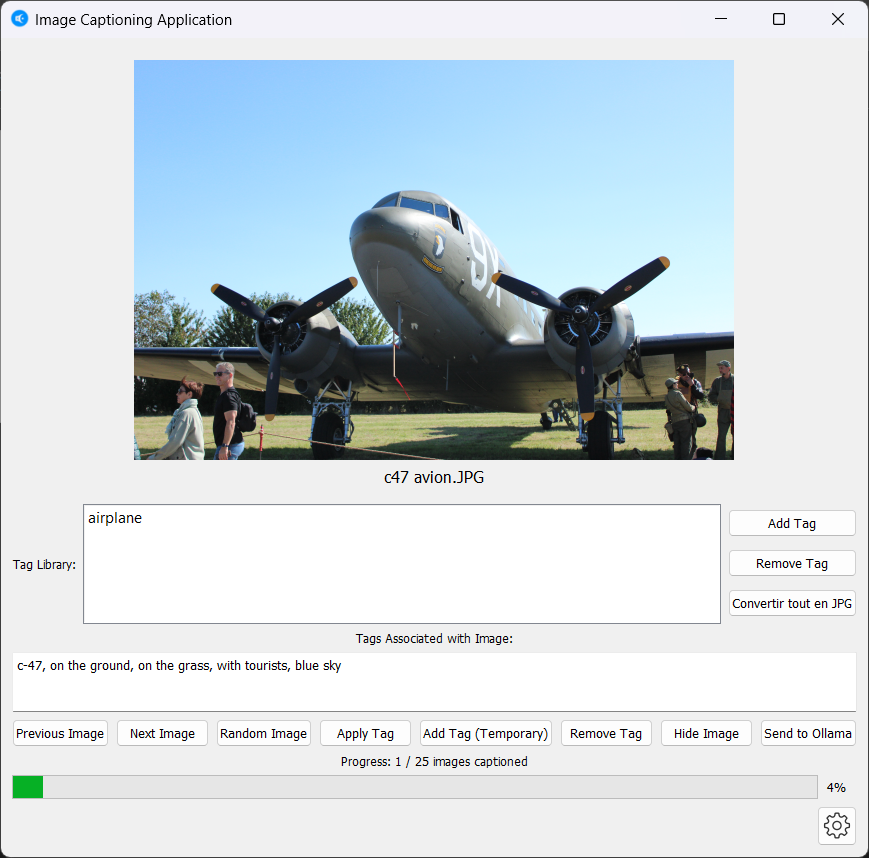 Image Captioning Application
9X
c47 avion.JPG
airplane
Add Tag
Tag Library:
Remove Tag
Convertir tout en JPG
Tags Associated with Image:
c-47, on the ground, on the grass, with tourists, blue sky
Previous Image
Next Image
Random Image
Apply Tag
Add Tag (Temporary)
Remove Tag
Hide Image
Send to Ollama
Progress: 1 / 25 images captioned
4%